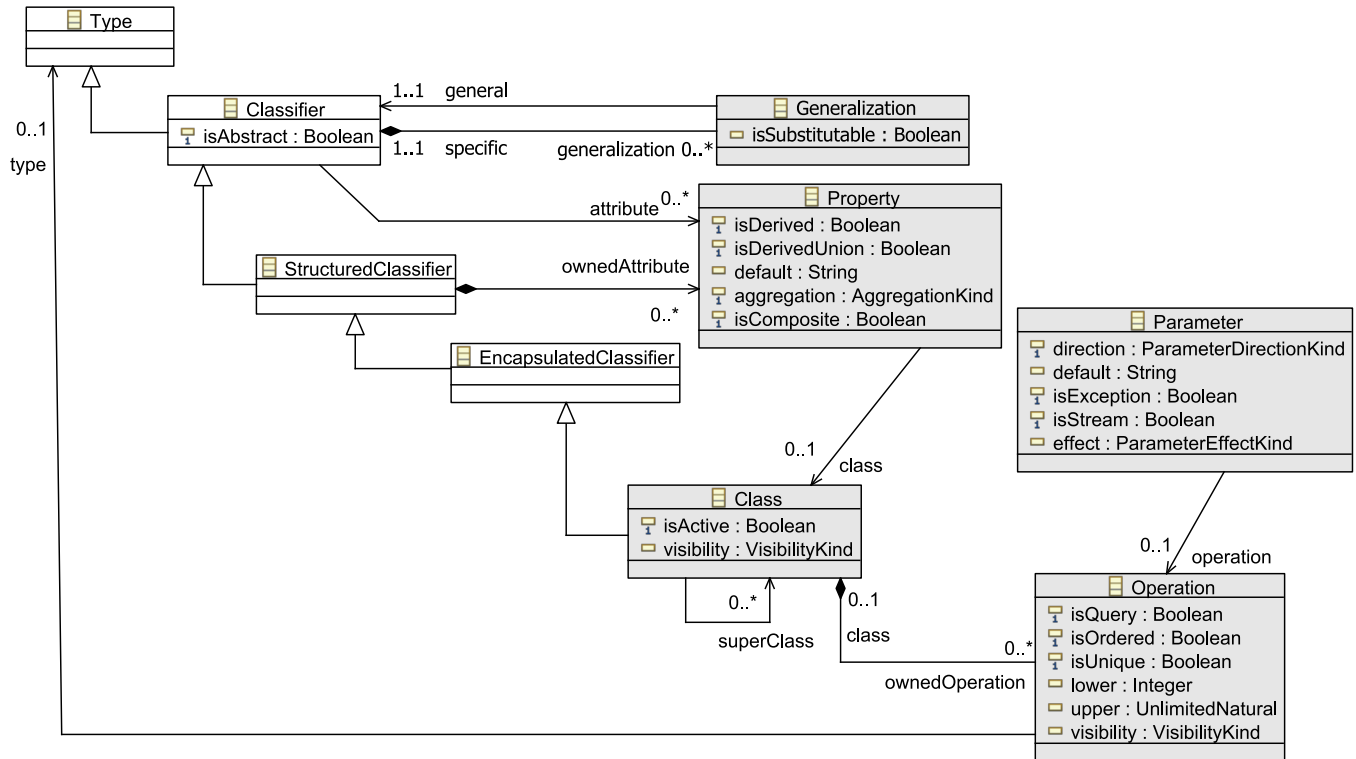 Type
Classifier
isAbstract : Boolean
1..1 general
1..1 specific
generalization 0..*
Generalization
isSubstitutable : Boolean
0..1
type
attribute
0..*
Property
isDerived : Boolean
isDerivedUnion : Boolean
default : String
aggregation : AggregationKind
isComposite : Boolean
StructuredClassifier
ownedAttribute
0..*
EncapsulatedClassifier
Parameter
direction : ParameterDirectionKind
default : String
isException : Boolean
isStream : Boolean
effect : ParameterEffectKind
0..1
class
Class
isActive : Boolean
visibility : VisibilityKind
0..*
superClass
0..1
class
0..1
operation
Operation
isQuery : Boolean
isOrdered : Boolean
isUnique : Boolean
lower : Integer
upper : UnlimitedNatural
visibility : VisibilityKind
0..*
ownedOperation